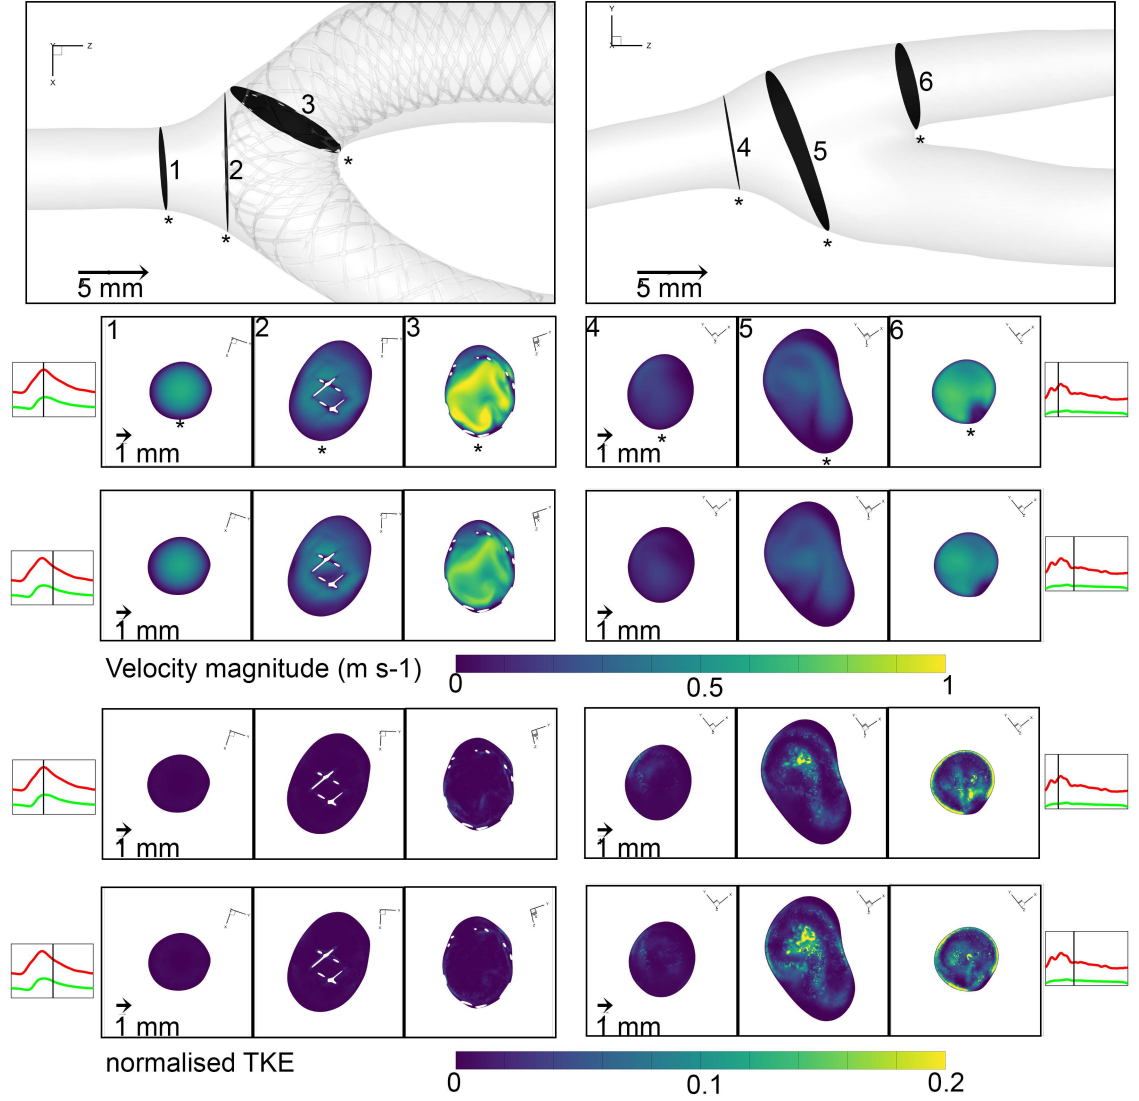 Y Z
X
3
1 2
* * *
5 mm
Y
X Z
6
4 5
* * *
5 mm
1 2 3 4 5 6
* * * * * *
1 mm 1 mm
1 mm 1 mm
Velocity magnitude (m s-1)
0 0.5 1
1 mm 1 mm
1 mm 1 mm
normalised TKE
0 0.1 0.2